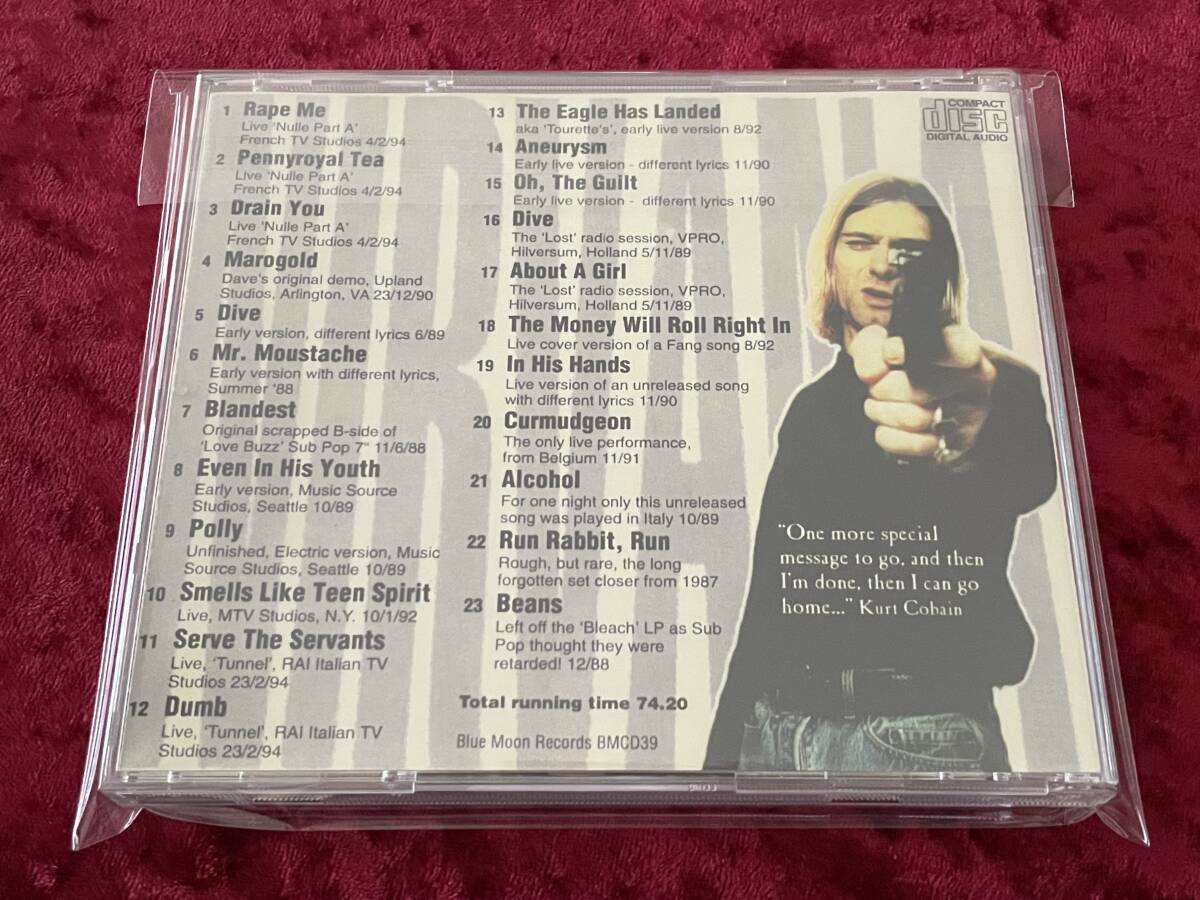 1 Rape Me
Live 'Nulle Part A'
French TV Studios 4/2/94
2 Pennyroyal Tea
Live 'Nulle Part A'
French TV Studios 4/2/94
3 Drain You
Live 'Nulle Part A'
French TV Studios 4/2/94
4 Marogold
Dave's original demo, Upland
Studios, Arlington, VA 23/12/90
5 Dive
Early version, different lyrics 6/89
6 Mr. Moustache
Early version with different lyrics,
Summer '88
7 Blandest
Original scrapped B-side of
'Love Buzz' Sub Pop 7" 11/6/88
8 Even In His Youth
Early version, Music Source
Studios, Seattle 10/89
9 Polly
Unfinished, Electric version, Music
Source Studios, Seattle 10/89
10 Smells Like Teen Spirit
Live, MTV Studios, N.Y. 10/1/92
11 Serve The Servants
Live, 'Tunnel', RAI Italian TV
Studios 23/2/94
12 Dumb
Live, 'Tunnel', RAI Italian TV
Studios 23/2/94
13 The Eagle Has Landed
aka 'Tourette's', early live version 8/92
14 Aneurysm
Early live version - different lyrics 11/90
15 Oh, The Guilt
Early live version - different lyrics 11/90
16 Dive
The 'Lost' radio session, VPRO,
Hilversum, Holland 5/11/89
17 About A Girl
The 'Lost' radio session, VPRO,
Hilversum, Holland 5/11/89
18 The Money Will Roll Right In
Live cover version of a Fang song 8/92
19 In His Hands
Live version of an unreleased song
with different lyrics 11/90
20 Curmudgeon
The only live performance,
from Belgium 11/91
21 Alcohol
For one night only this unreleased
song was played in Italy 10/89
22 Run Rabbit, Run
Rough, but rare, the long
forgotten set closer from 1987
23 Beans
Left off the 'Bleach' LP as Sub
Pop thought they were
retarded! 12/88
Total running time 74.20
Blue Moon Records BMCD39
COMPACT
disc
DIGITAL AUDIO
"One more special
message to go, and then
I'm done, then I can go
home..." Kurt Cobain